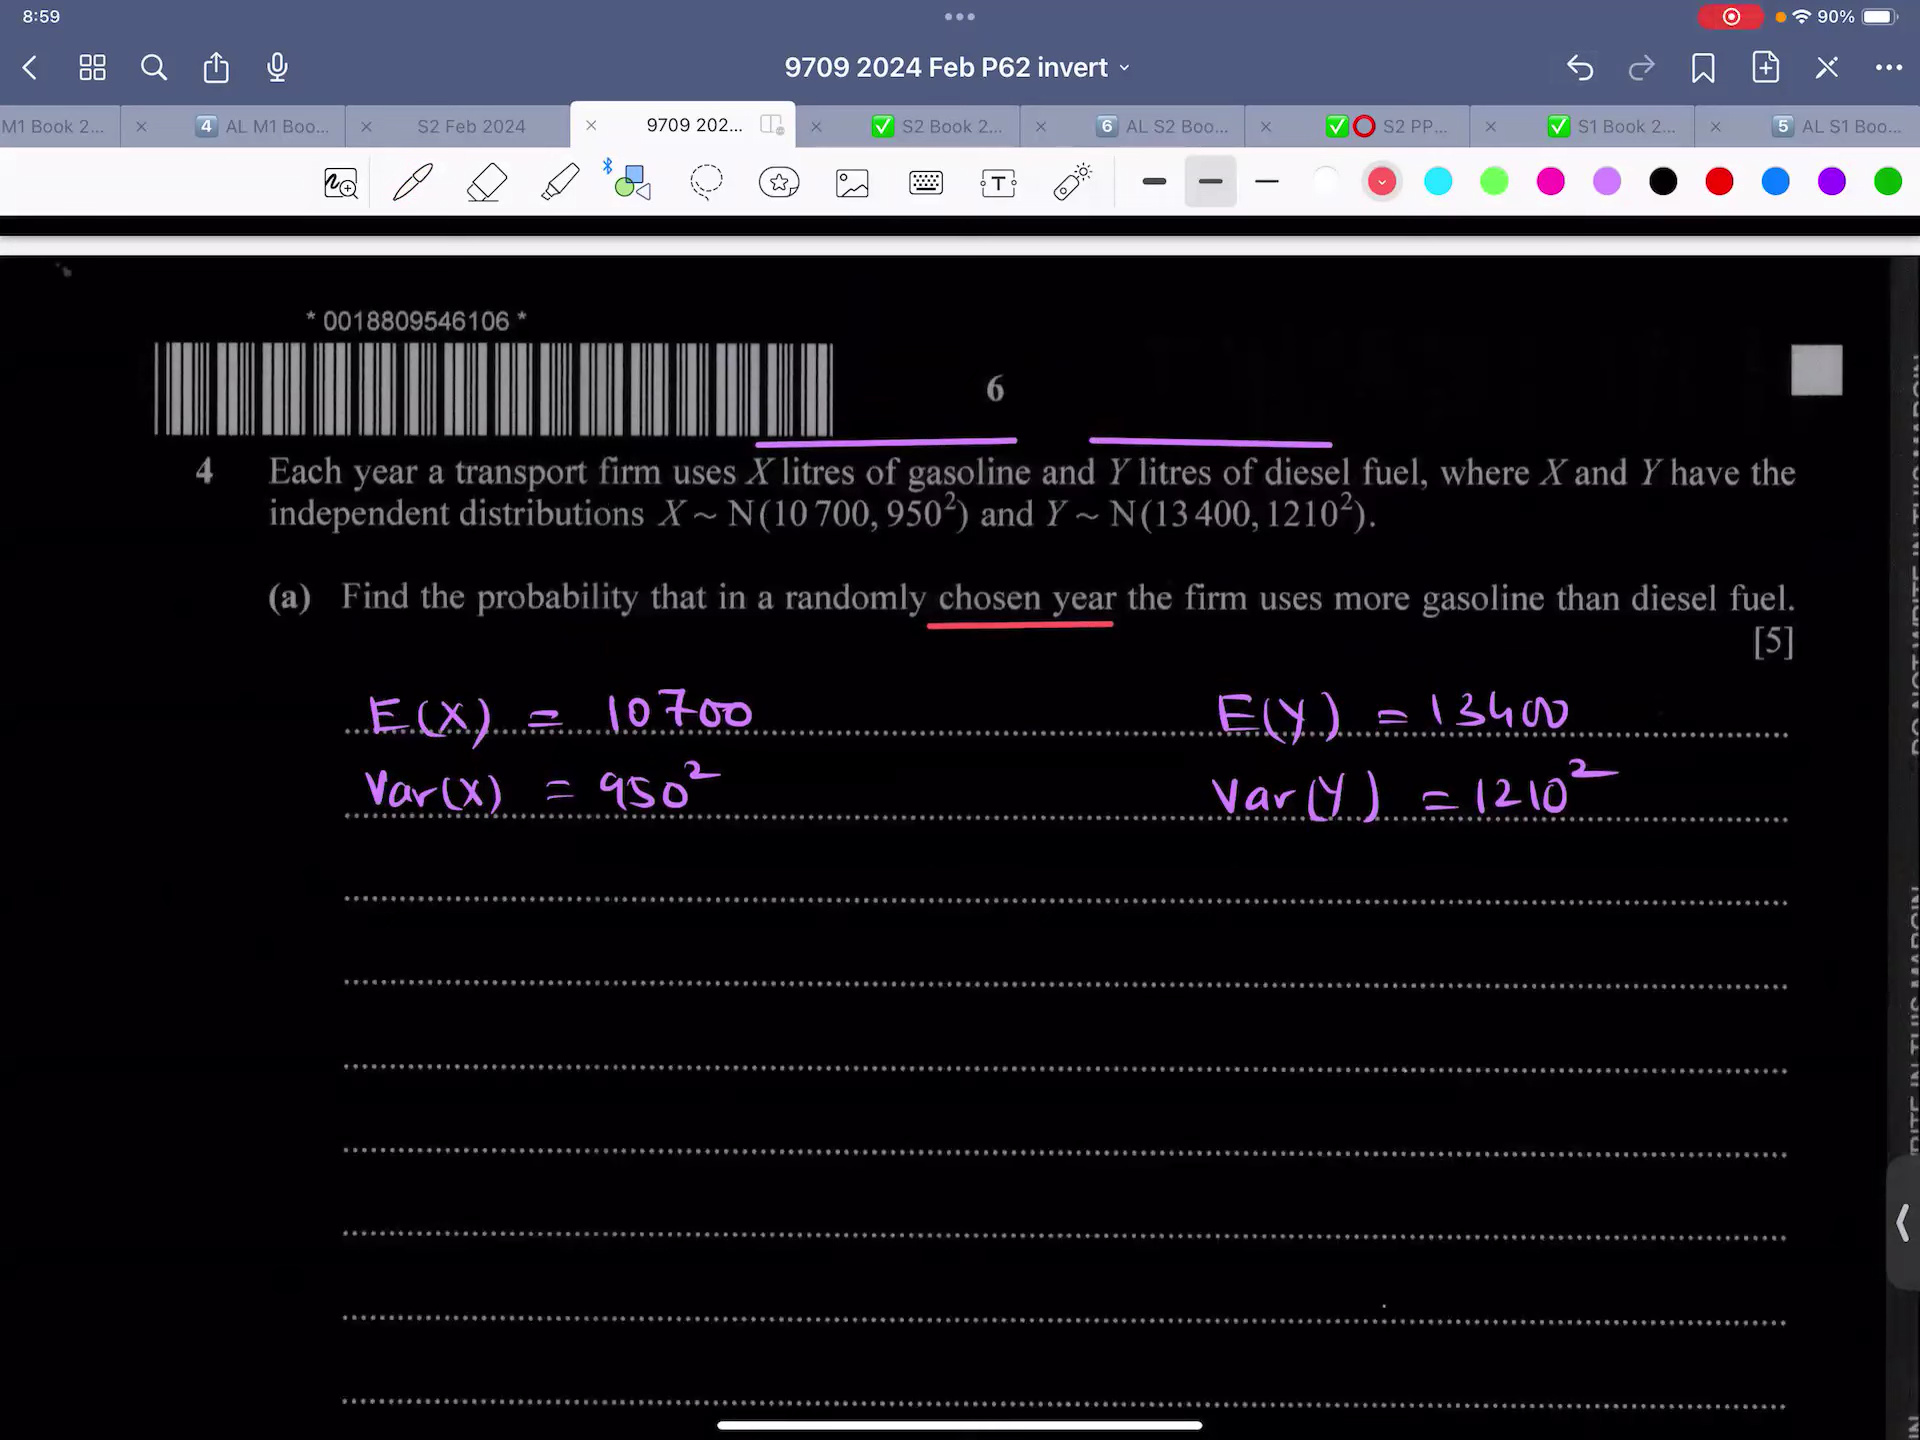 8:59
90%
9709 2024 Feb P62 invert
M1 Book 2...
4 AL M1 Boo...
S2 Feb 2024
9709 202...
S2 Book 2...
6 AL S2 Boo...
S2 PP...
S1 Book 2...
5 AL S1 Boo...
T
* 0018809546106 *
6
4 Each year a transport firm uses X litres of gasoline and Y litres of diesel fuel, where X and Y have the
independent distributions X ~ N(10 700, 950²) and Y ~ N(13 400, 1210²).
(a) Find the probability that in a randomly chosen year the firm uses more gasoline than diesel fuel.
[5]
E(X) = 10700
E(Y) = 13400
Var(X) = 950²
Var(Y) = 1210²